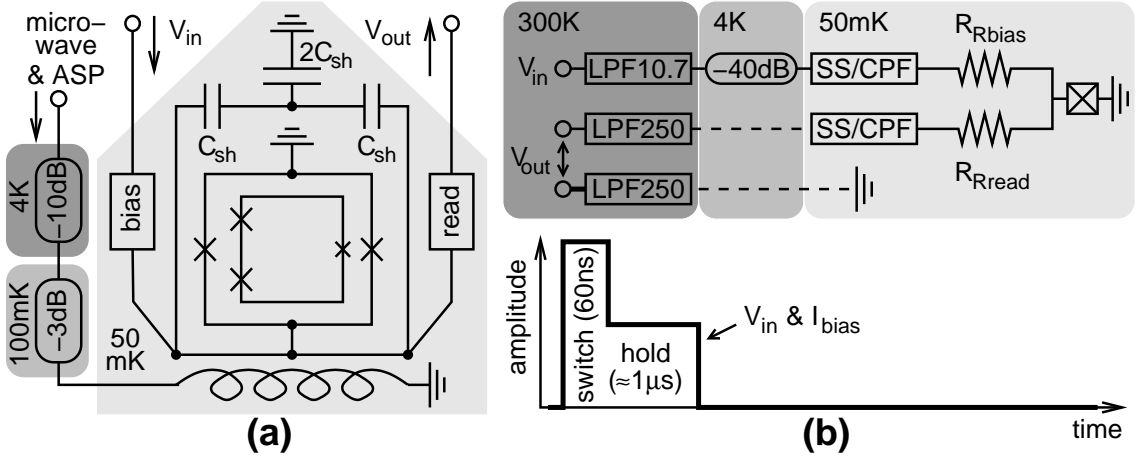 micro–
wave
& ASP
V_in
V_out
2C_sh
C_sh
C_sh
4K
–10dB
bias
read
100mK
–3dB
50
mK
(a)
300K
4K
50mK
R_Rbias
V_in
LPF10.7
–40dB
SS/CPF
LPF250
SS/CPF
V_out
LPF250
R_Rread
amplitude
switch (60ns)
hold
(≈1μs)
V_in & I_bias
time
(b)